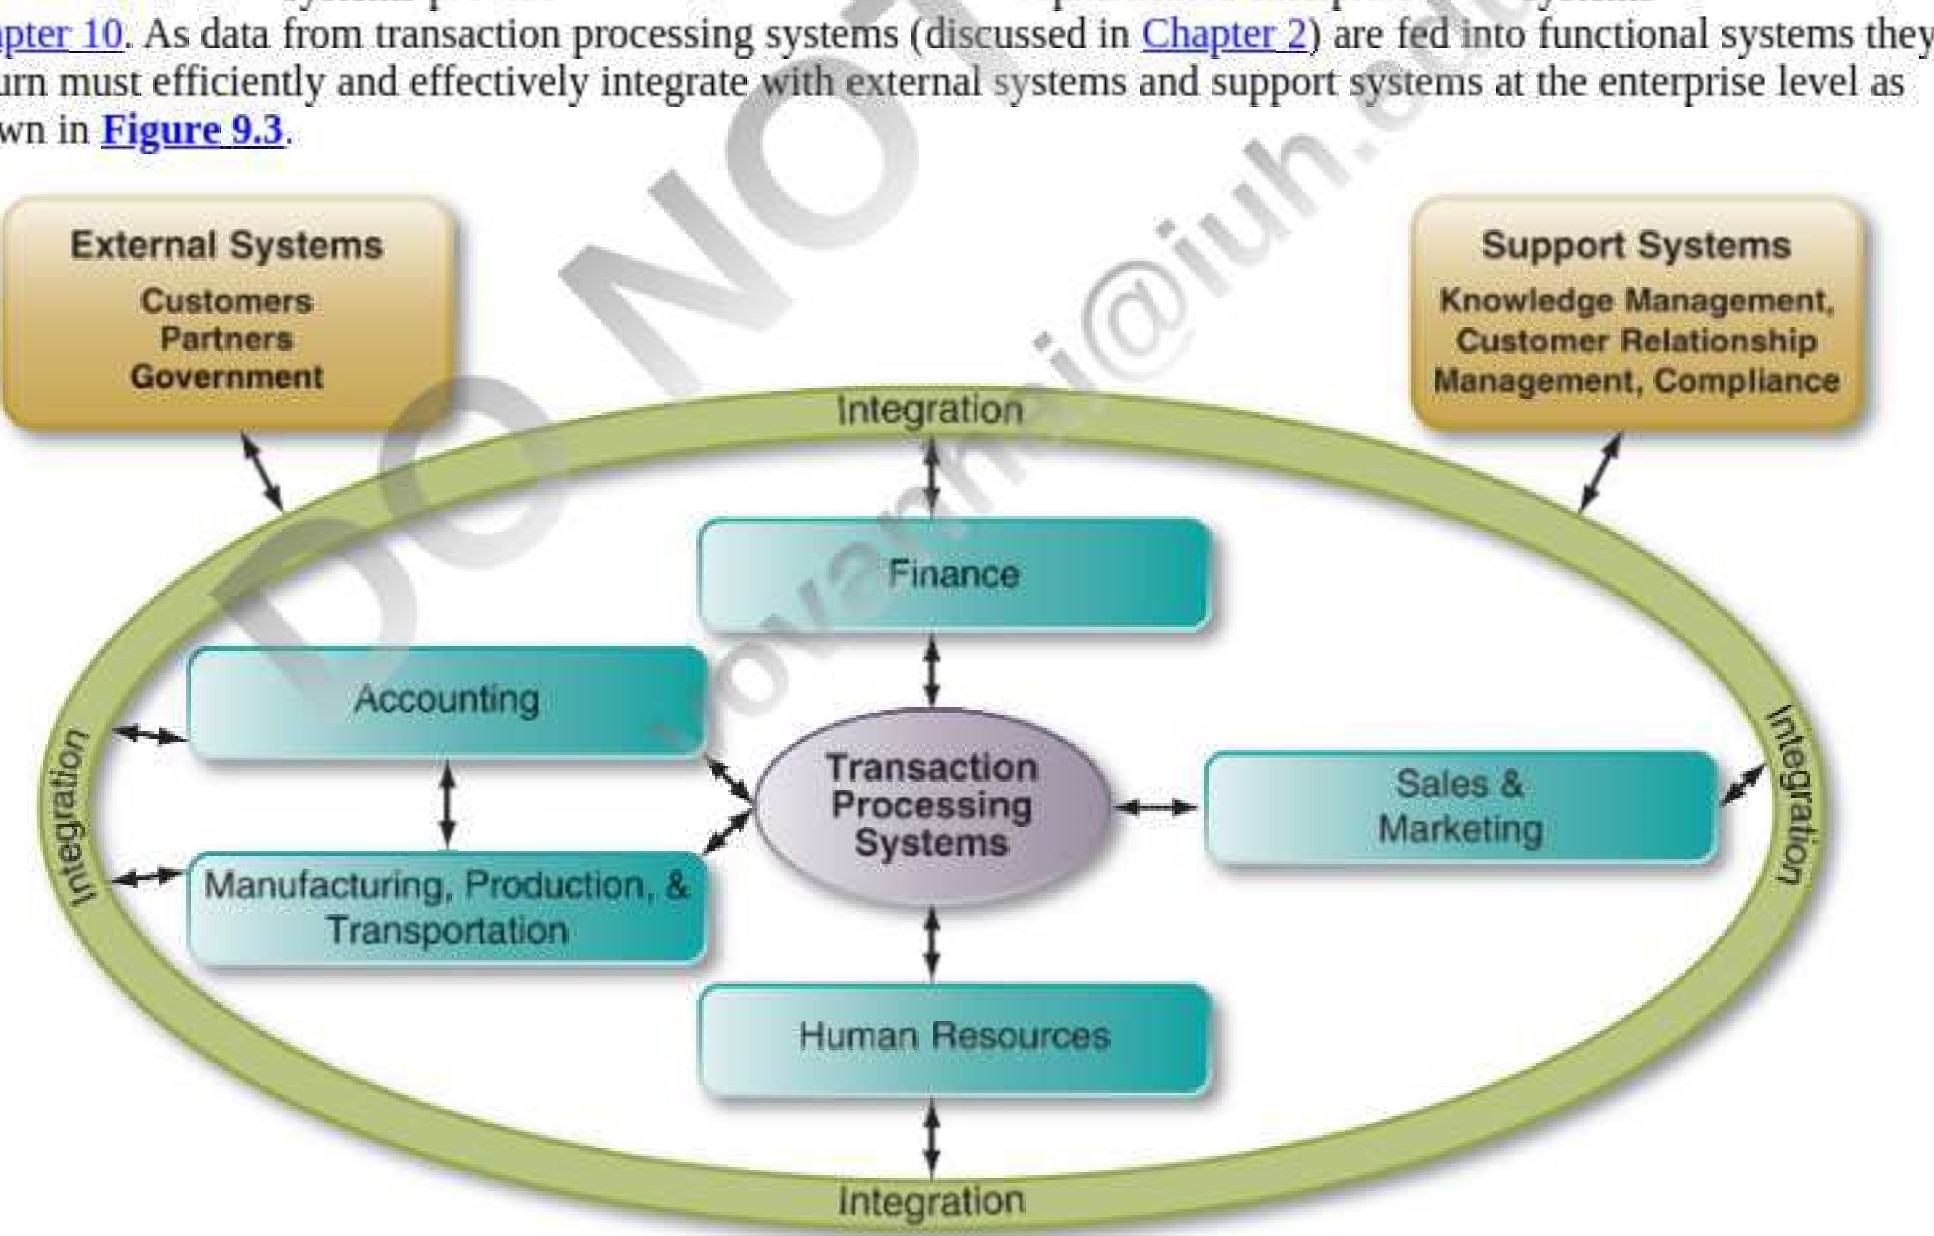 pter 10. As data from transaction processing systems (discussed in Chapter 2) are fed into functional systems they
urn must efficiently and effectively integrate with external systems and support systems at the enterprise level as
wn in Figure 9.3.
External Systems
Customers
Partners
Government
Support Systems
Knowledge Management,
Customer Relationship
Management, Compliance
Integration
Finance
Accounting
Integration
Transaction
Processing
Systems
Sales &
Marketing
Integration
Manufacturing, Production, &
Transportation
Human Resources
Integration
DO NOT